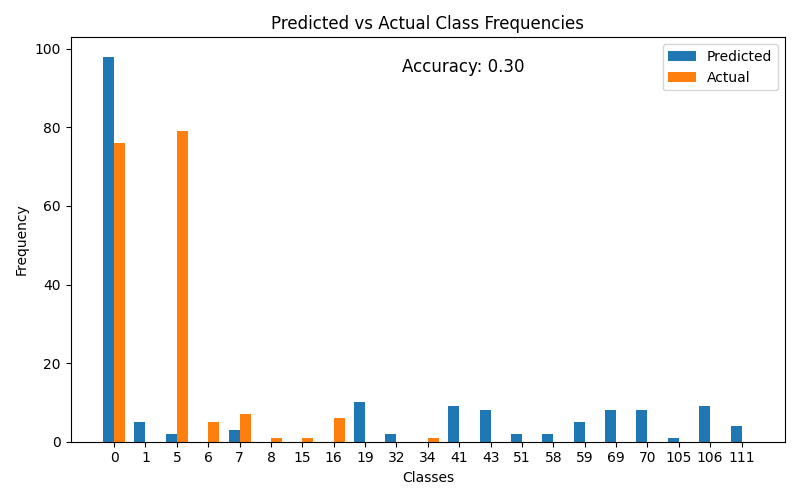 Predicted vs Actual Class Frequencies
Accuracy: 0.30
Predicted
Actual
Frequency
100
80
60
40
20
0
0 1 5 6 7 8 15 16 19 32 34 41 43 51 58 59 69 70 105 106 111
Classes